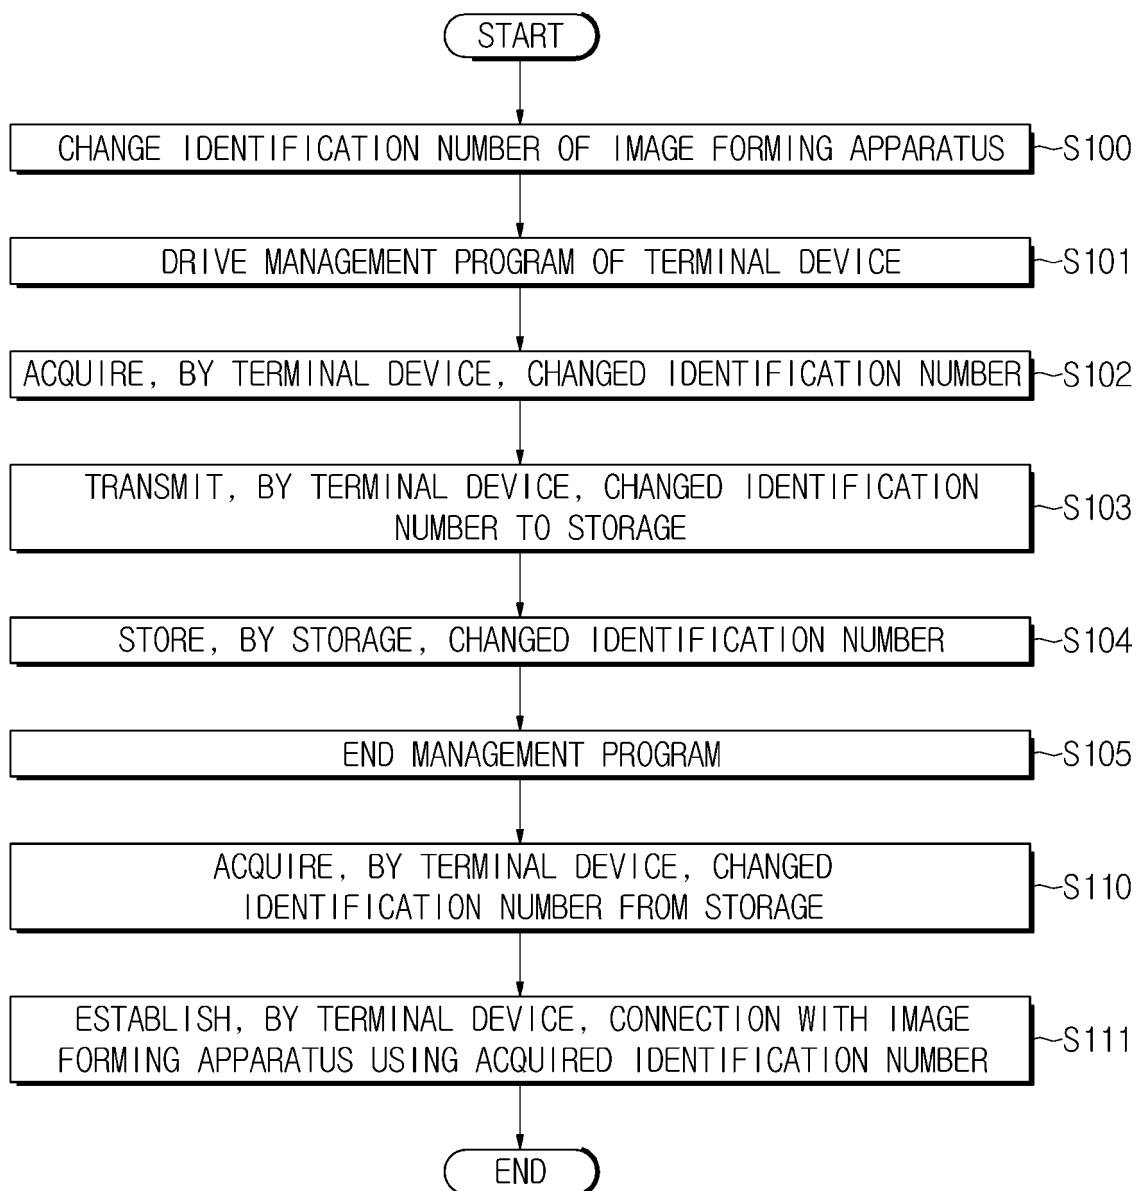 START
CHANGE IDENTIFICATION NUMBER OF IMAGE FORMING APPARATUS
S100
DRIVE MANAGEMENT PROGRAM OF TERMINAL DEVICE
S101
ACQUIRE, BY TERMINAL DEVICE, CHANGED IDENTIFICATION NUMBER
S102
TRANSMIT, BY TERMINAL DEVICE, CHANGED IDENTIFICATION
NUMBER TO STORAGE
S103
STORE, BY STORAGE, CHANGED IDENTIFICATION NUMBER
S104
END MANAGEMENT PROGRAM
S105
ACQUIRE, BY TERMINAL DEVICE, CHANGED
IDENTIFICATION NUMBER FROM STORAGE
S110
ESTABLISH, BY TERMINAL DEVICE, CONNECTION WITH IMAGE
FORMING APPARATUS USING ACQUIRED IDENTIFICATION NUMBER
S111
END